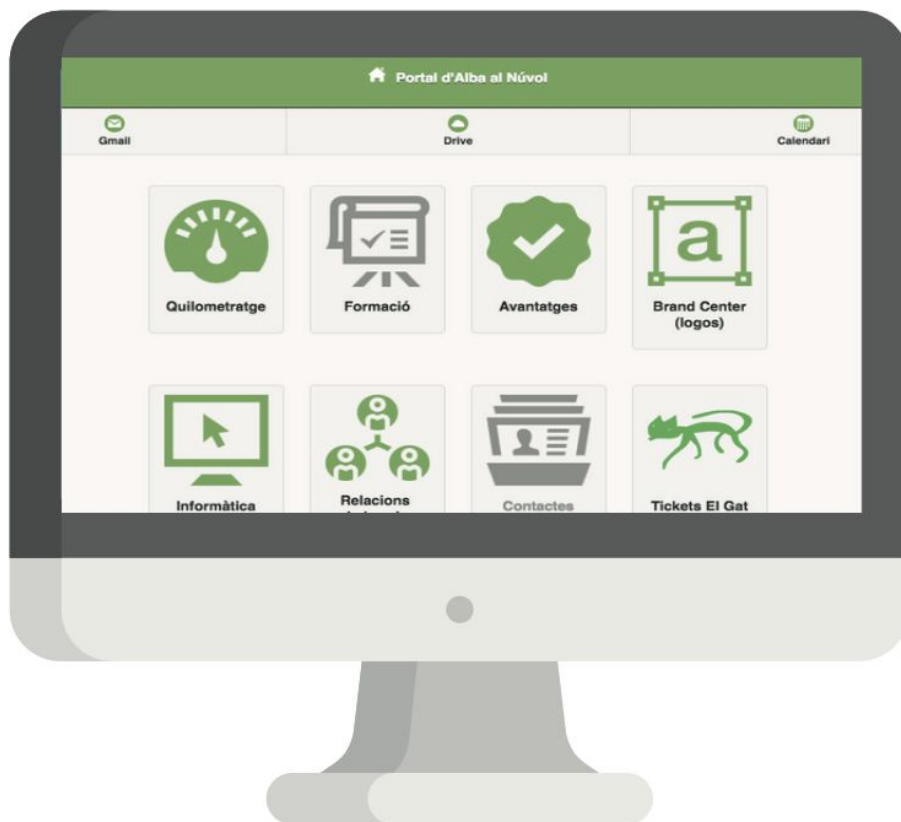 Portal d'Alba al Núvol
Gmail
Drive
Calendari
Quilometratge
Formació
Avantatges
Brand Center
(logos)
a
Informàtica
Relacions
Contactes
Tickets El Gat